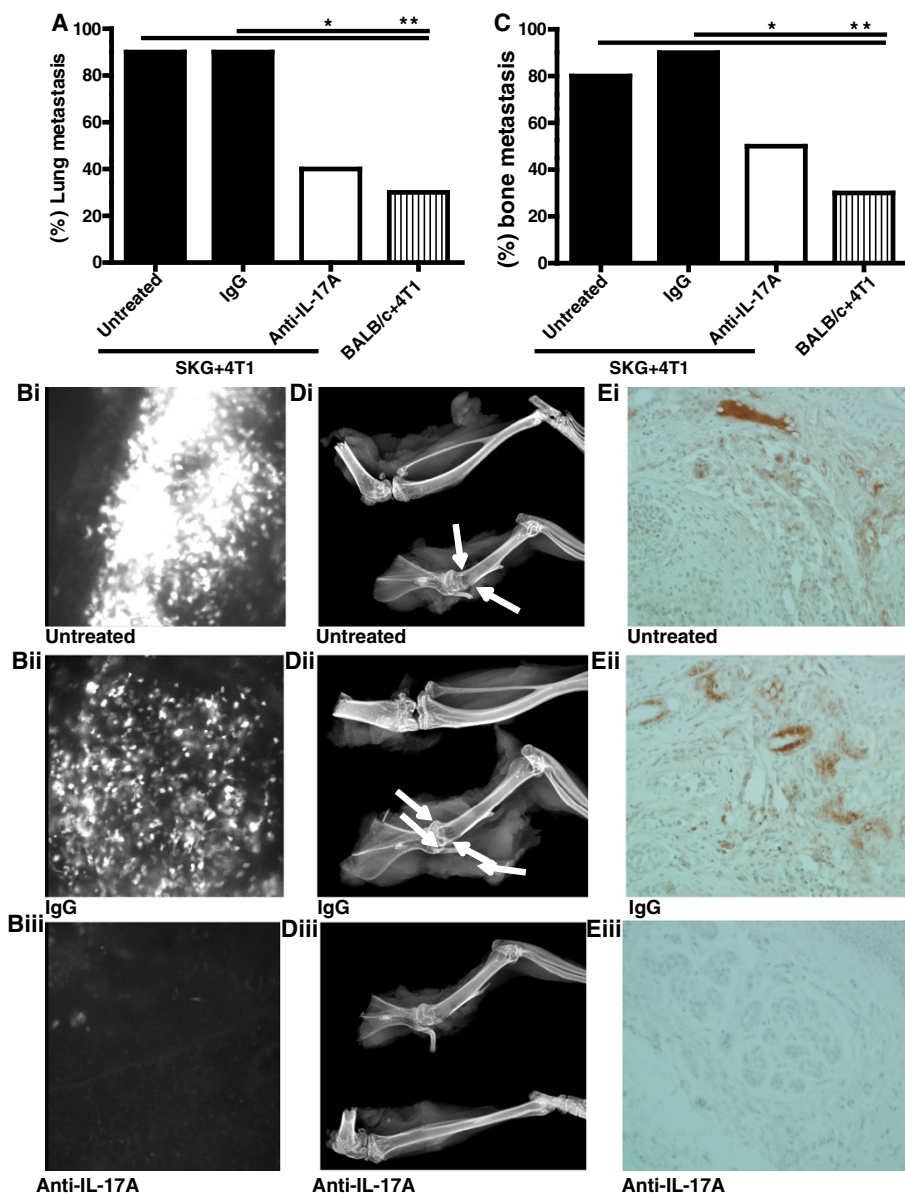 A
* **
(%) Lung metastasis
100
80
60
40
20
0
Untreated
IgG
Anti-IL-17A
BALB/c+4T1
SKG+4T1
C
* **
(%) bone metastasis
100
80
60
40
20
0
Untreated
IgG
Anti-IL-17A
BALB/c+4T1
SKG+4T1
Bi
Untreated
Di
Untreated
Ei
Untreated
Bii
IgG
Dii
IgG
Eii
IgG
Biii
Anti-IL-17A
Diii
Anti-IL-17A
Eiii
Anti-IL-17A